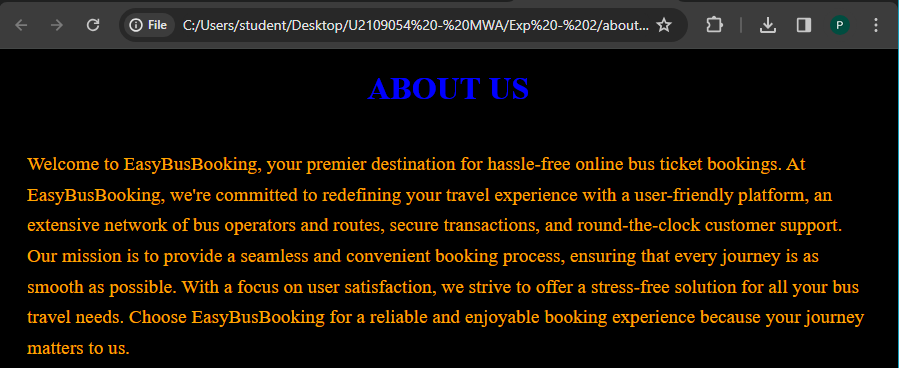 File C:/Users/student/Desktop/U2109054%20-%20MWA/Exp%20-%202/about... P
ABOUT US
Welcome to EasyBusBooking, your premier destination for hassle-free online bus ticket bookings. At
EasyBusBooking, we're committed to redefining your travel experience with a user-friendly platform, an
extensive network of bus operators and routes, secure transactions, and round-the-clock customer support.
Our mission is to provide a seamless and convenient booking process, ensuring that every journey is as
smooth as possible. With a focus on user satisfaction, we strive to offer a stress-free solution for all your bus
travel needs. Choose EasyBusBooking for a reliable and enjoyable booking experience because your journey
matters to us.